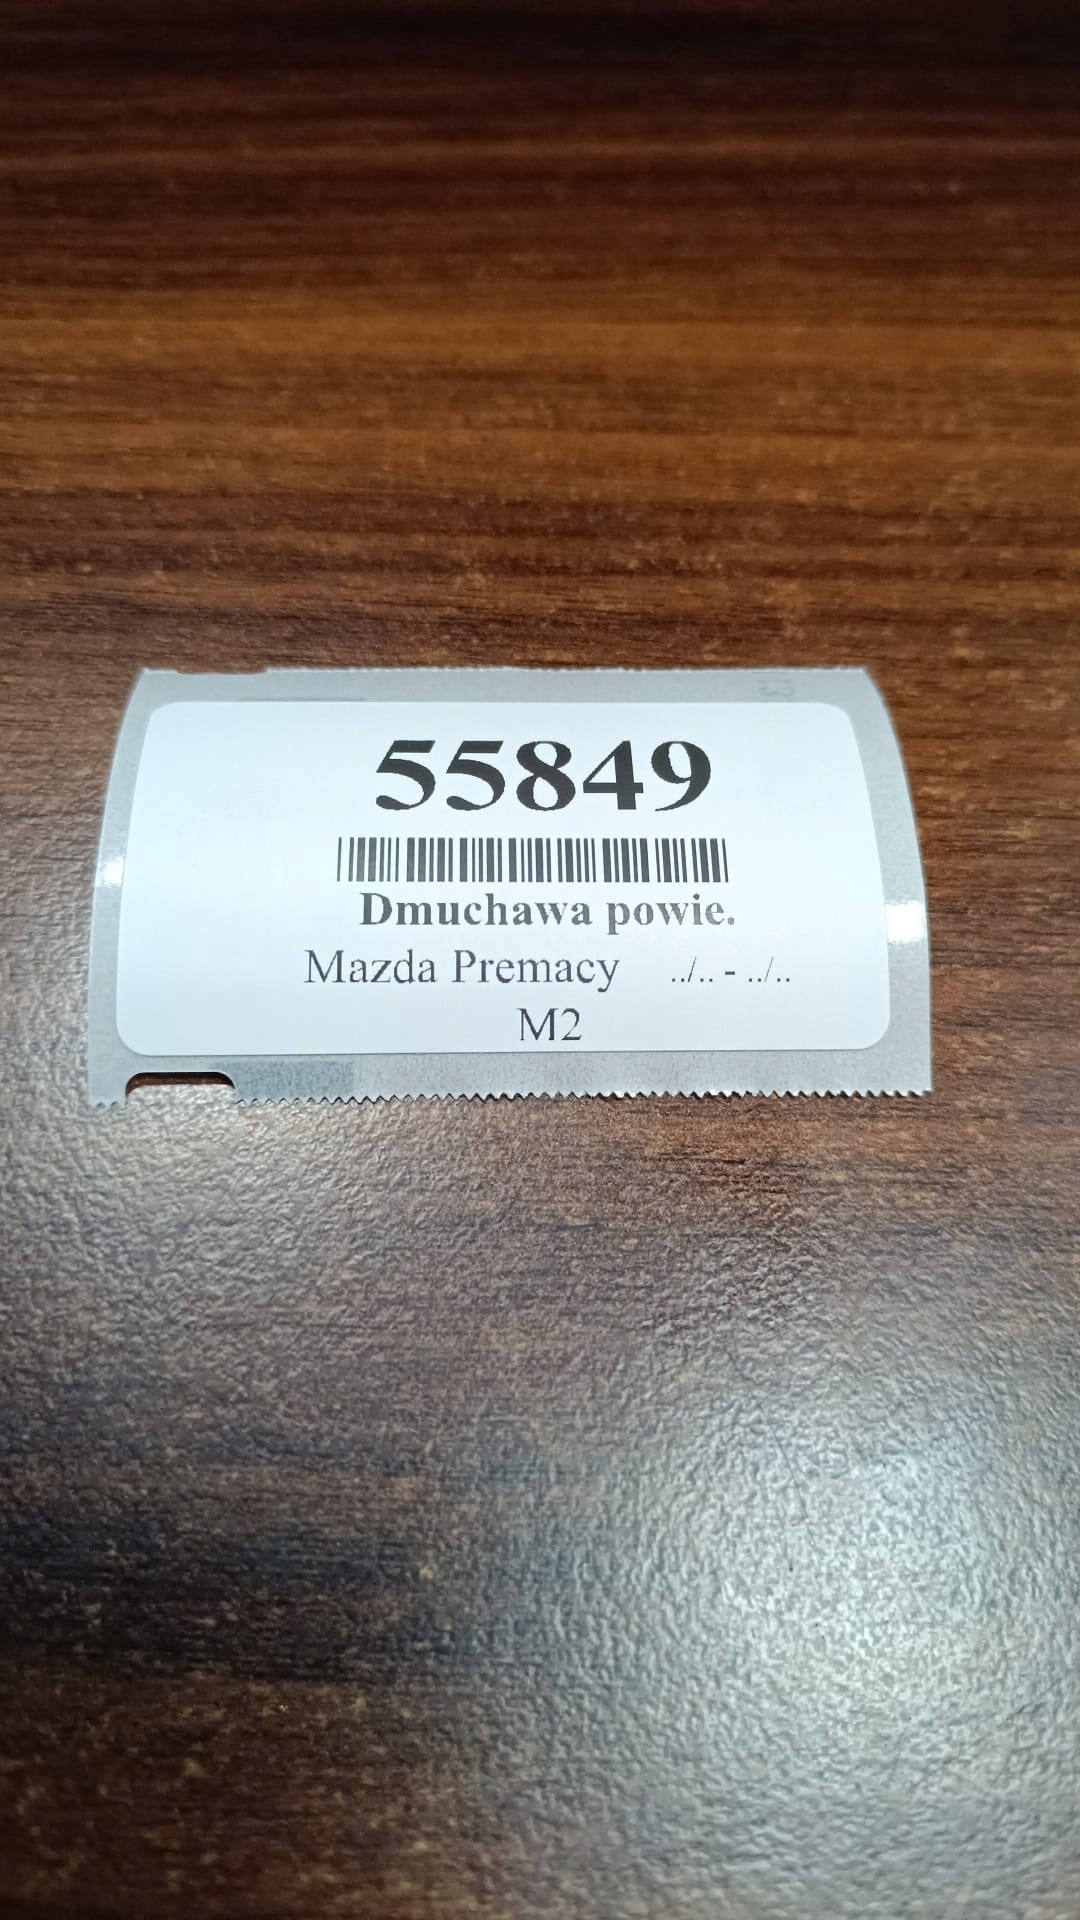 55849
Dmuchawa powie.
Mazda Premacy ../.. - ../..
M2